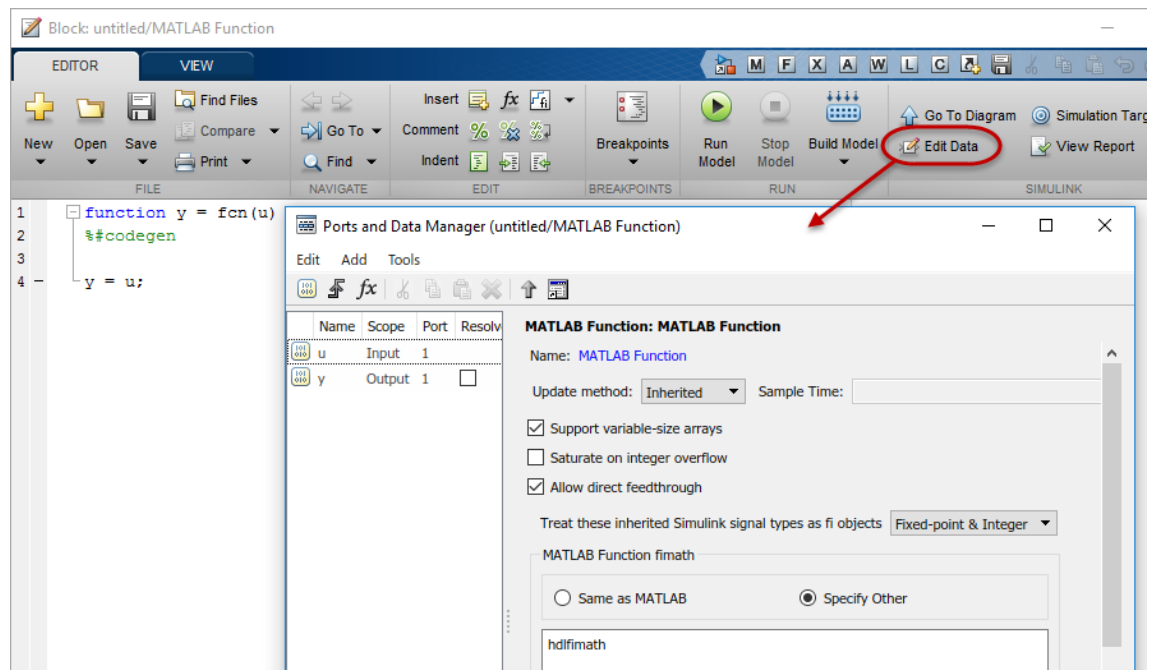 Block: untitled/MATLAB Function
EDITOR VIEW
M F X A W L C
New Open Save Find Files Compare Print
FILE
Go To Find
NAVIGATE
Insert fx
Comment %
Indent
EDIT
Breakpoints
BREAKPOINTS
Run Model Stop Model Build Model
RUN
Go To Diagram Simulation Targ
Edit Data View Report
SIMULINK
1 function y = fcn(u)
2 %#codegen
3
4 y = u;
Ports and Data Manager (untitled/MATLAB Function)
Edit Add Tools
fx
Name Scope Port Resolv
u Input 1
y Output 1
MATLAB Function: MATLAB Function
Name: MATLAB Function
Update method: Inherited Sample Time:
Support variable-size arrays
Saturate on integer overflow
Allow direct feedthrough
Treat these inherited Simulink signal types as fi objects Fixed-point & Integer
MATLAB Function fimath
Same as MATLAB Specify Other
hdlfimath